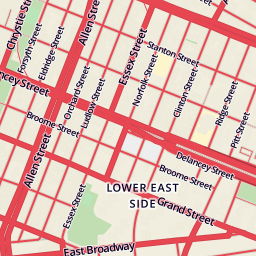 Chrystie Street
Forsyth Street
Eldridge Street
Allen Street
Orchard Street
Ludlow Street
Essex Street
Norfolk Street
Stanton Street
Clinton Street
Ridge Street
Pitt Street
ncey Street
Broome Street
Delancey Street
Broome Street
Allen Street
LOWER EAST
SIDE
Essex Street
Grand Street
East Broadway